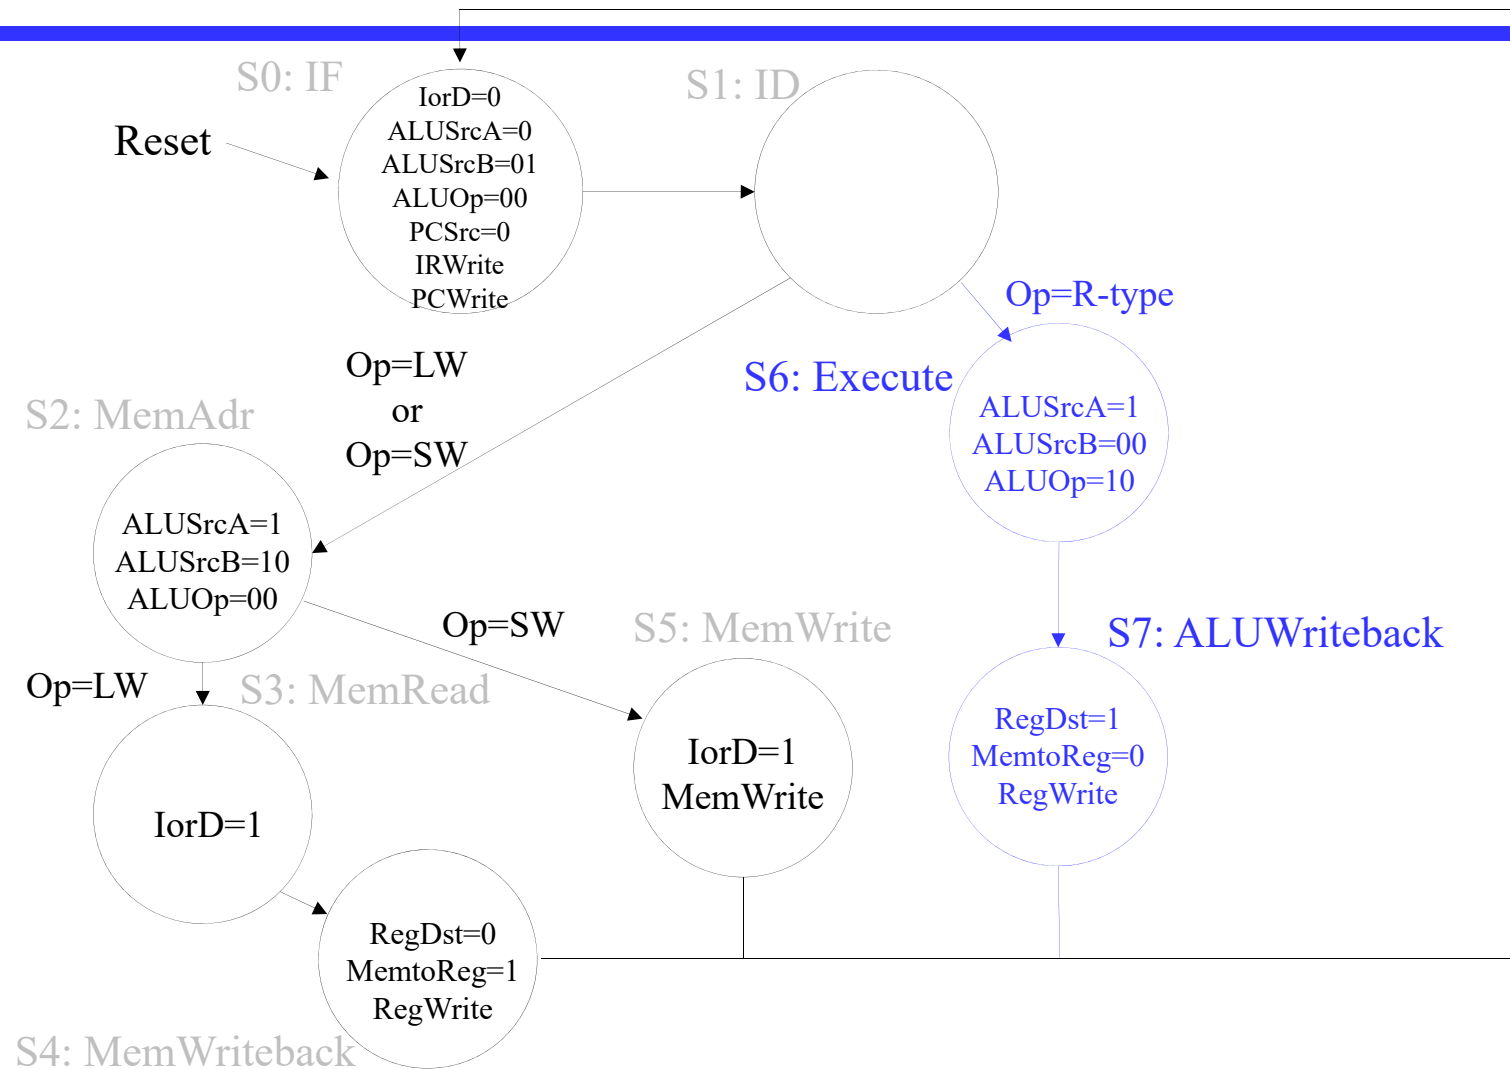 S0: IF
S1: ID
IorD=0
ALUSrcA=0
ALUSrcB=01
ALUOp=00
PCSrc=0
IRWrite
PCWrite
Reset
Op=R-type
Op=LW
or
Op=SW
S6: Execute
ALUSrcA=1
ALUSrcB=00
ALUOp=10
S2: MemAdr
ALUSrcA=1
ALUSrcB=10
ALUOp=00
Op=SW
S5: MemWrite
S7: ALUWriteback
Op=LW
S3: MemRead
IorD=1
MemWrite
RegDst=1
MemtoReg=0
RegWrite
IorD=1
RegDst=0
MemtoReg=1
RegWrite
S4: MemWriteback